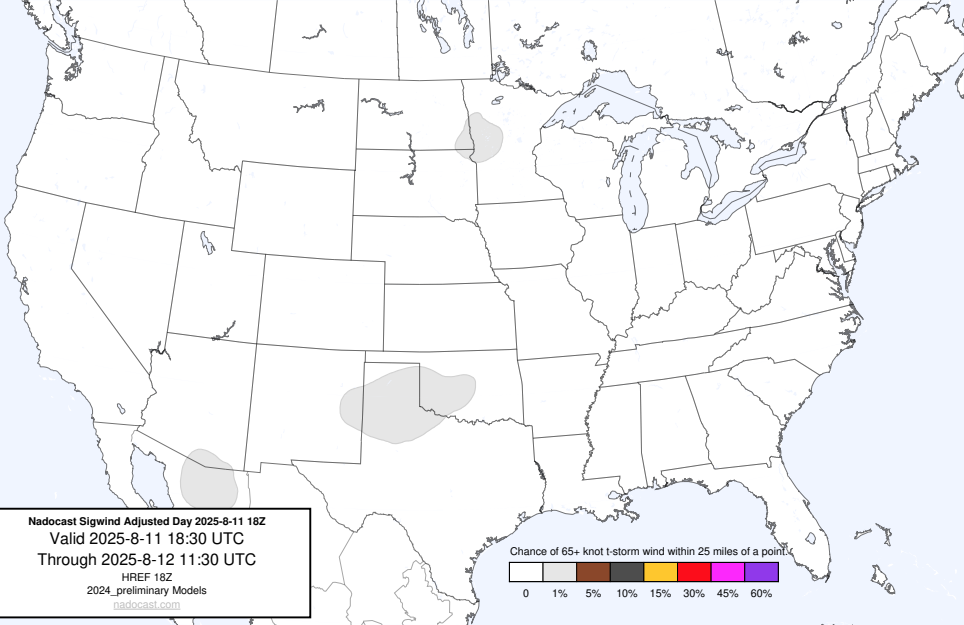 Nadocast Sigwind Adjusted Day 2025-8-11 18Z
Valid 2025-8-11 18:30 UTC
Through 2025-8-12 11:30 UTC
HREF 18Z
2024_preliminary Models
nadocast.com
Chance of 65+ knot t-storm wind within 25 miles of a point.
0 1% 5% 10% 15% 30% 45% 60%